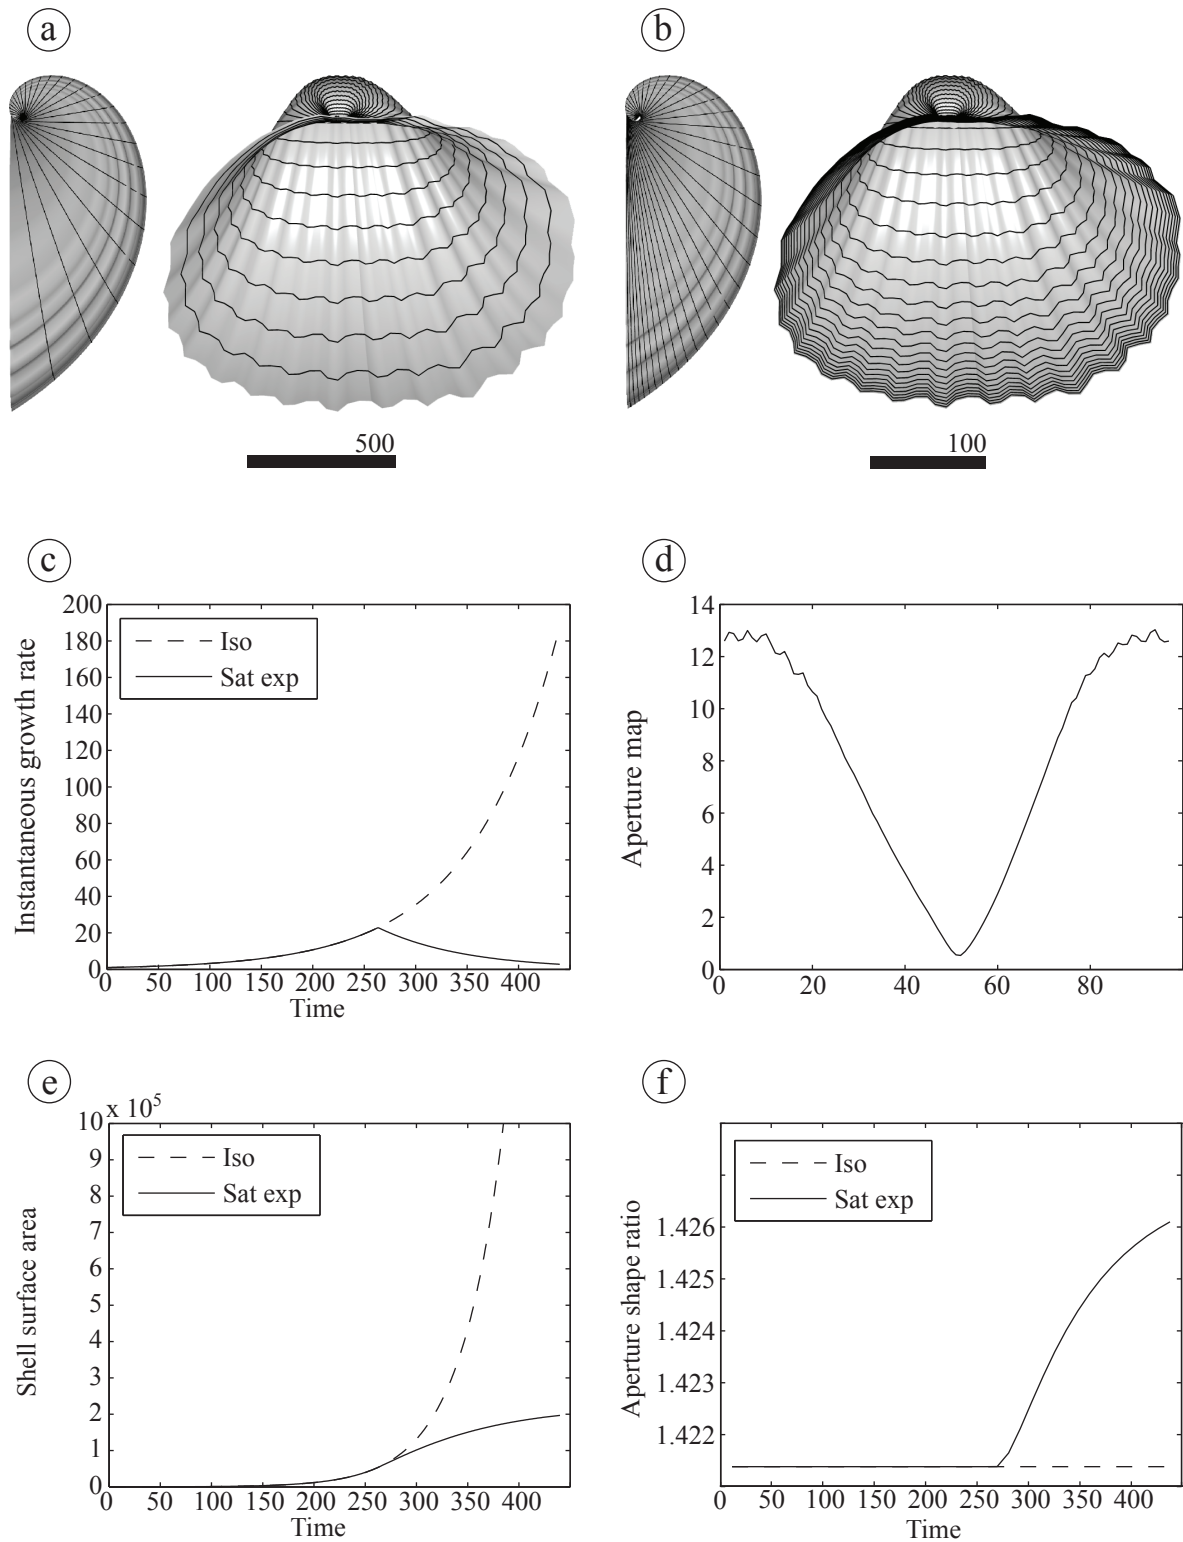 a
b
500
100
c
200
180
160
140
120
100
80
60
40
20
0
Instantaneous growth rate
Iso
Sat exp
0 50 100 150 200 250 300 350 400
Time
d
14
12
10
8
6
4
2
0
Aperture map
0 20 40 60 80
e
10 x 10⁵
9
8
7
6
5
4
3
2
1
0
Shell surface area
Iso
Sat exp
0 50 100 150 200 250 300 350 400
Time
f
Iso
Sat exp
1.426
1.425
1.424
1.423
1.422
Aperture shape ratio
0 50 100 150 200 250 300 350 400
Time